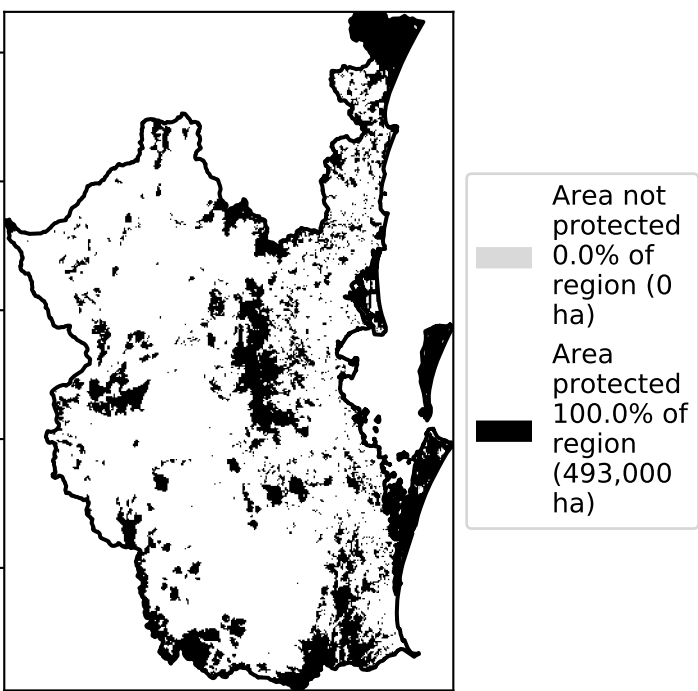 Area not
protected
0.0% of
region (0
ha)
Area
protected
100.0% of
region
(493,000
ha)